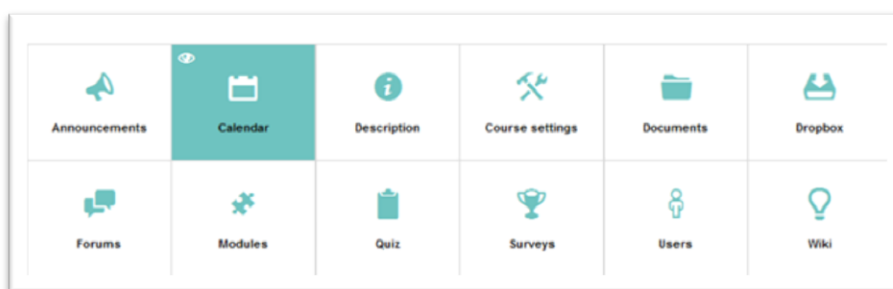 Announcements Calendar Description Course settings Documents Dropbox
Forums Modules Quiz Surveys Users Wiki